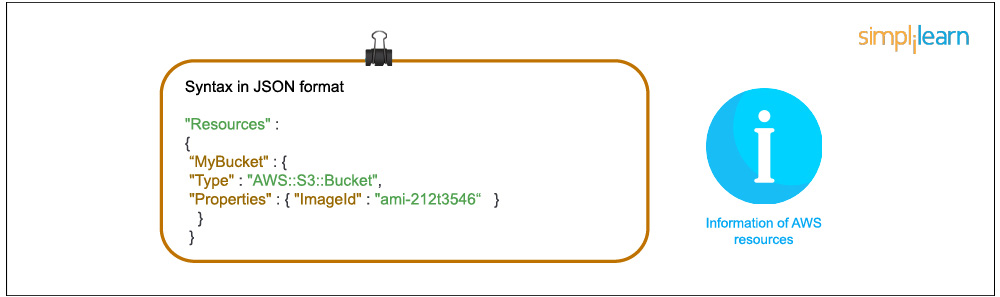 simplilearn
Syntax in JSON format
"Resources" :
{
“MyBucket" : {
"Type" : "AWS::S3::Bucket",
"Properties" : { "ImageId" : "ami-212t3546“ }
}
}
Information of AWS
resources